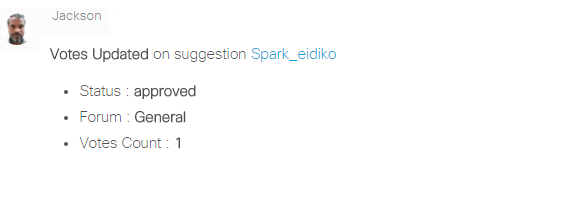 Jackson
Votes Updated on suggestion Spark_eidiko
• Status : approved
• Forum : General
• Votes Count : 1